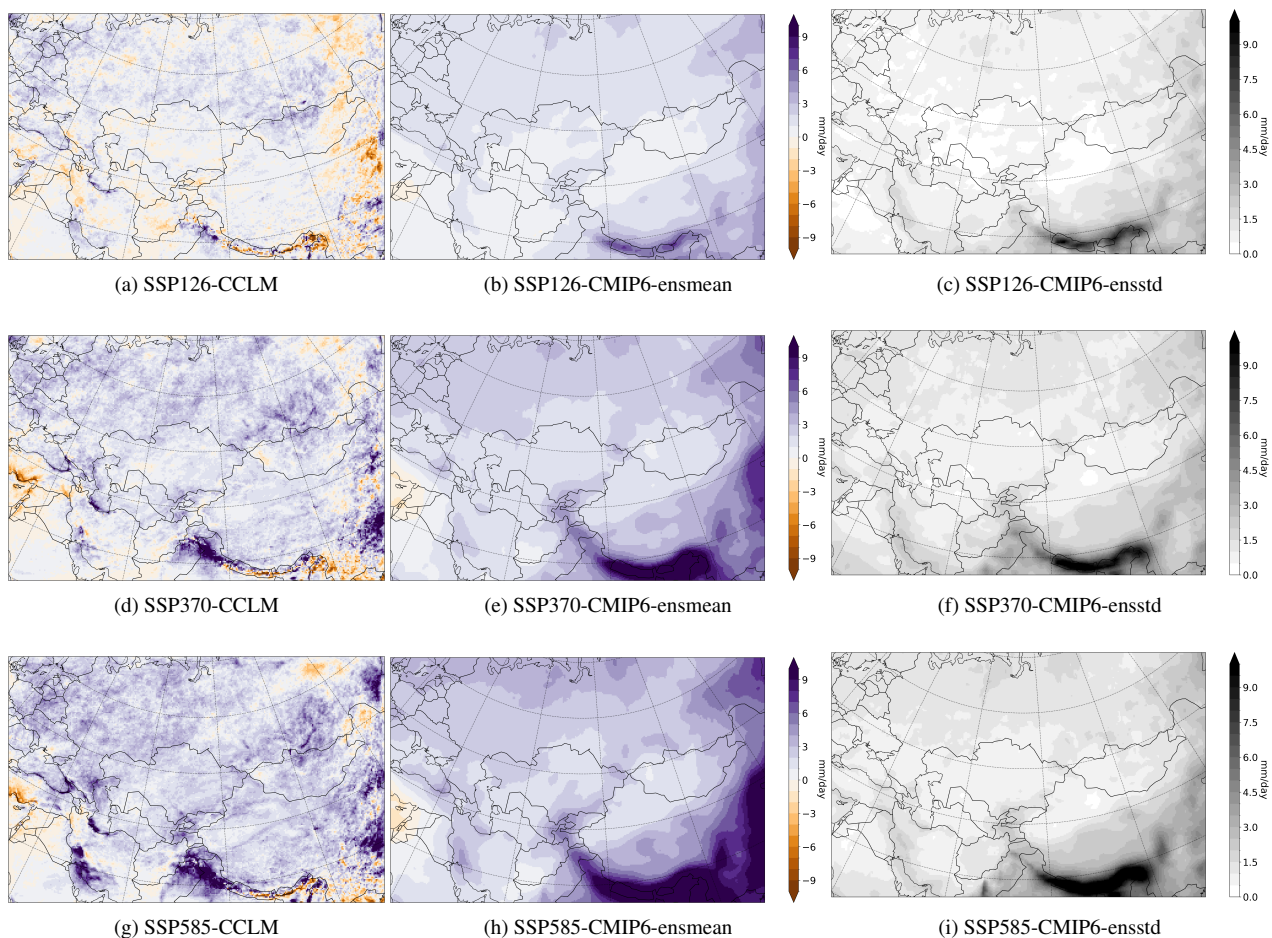 9
6
3
0
−3
−6
−9
mm/day
9.0
7.5
6.0
4.5
3.0
1.5
0.0
mm/day
(a) SSP126-CCLM
(b) SSP126-CMIP6-ensmean
(c) SSP126-CMIP6-ensstd
9
6
3
0
−3
−6
−9
mm/day
9.0
7.5
6.0
4.5
3.0
1.5
0.0
mm/day
(d) SSP370-CCLM
(e) SSP370-CMIP6-ensmean
(f) SSP370-CMIP6-ensstd
9
6
3
0
−3
−6
−9
mm/day
9.0
7.5
6.0
4.5
3.0
1.5
0.0
mm/day
(g) SSP585-CCLM
(h) SSP585-CMIP6-ensmean
(i) SSP585-CMIP6-ensstd